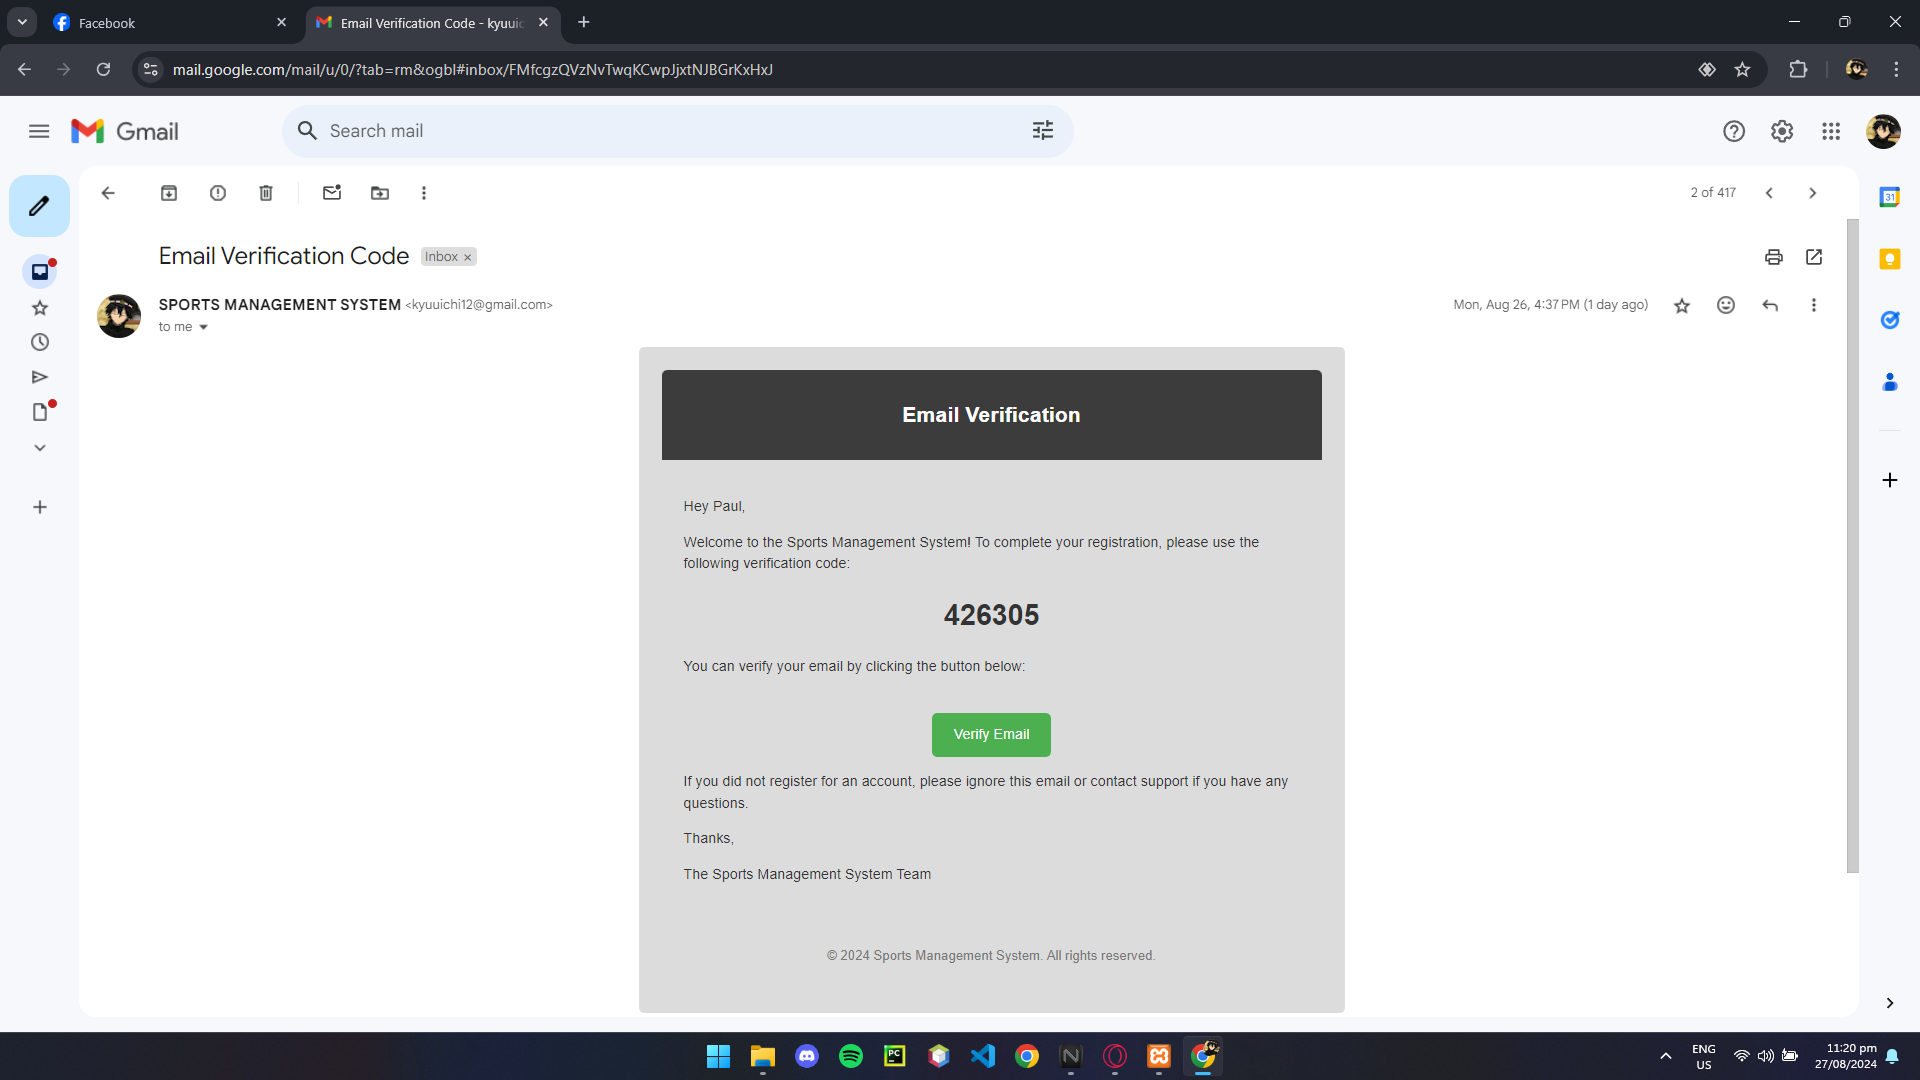 Facebook
Email Verification Code - kyuuic
mail.google.com/mail/u/0/?tab=rm&ogbl#inbox/FMfcgzQVzNvTwqKCwpJjxtNJBGrKxHxJ
Gmail
Search mail
2 of 417
31
Email Verification Code
Inbox ×
SPORTS MANAGEMENT SYSTEM <kyuuichi12@gmail.com>
Mon, Aug 26, 4:37 PM (1 day ago)
to me
Email Verification
Hey Paul,
Welcome to the Sports Management System! To complete your registration, please use the
following verification code:
426305
You can verify your email by clicking the button below:
Verify Email
If you did not register for an account, please ignore this email or contact support if you have any
questions.
Thanks,
The Sports Management System Team
© 2024 Sports Management System. All rights reserved.
PC
N
ENG
US
11:20 pm
27/08/2024